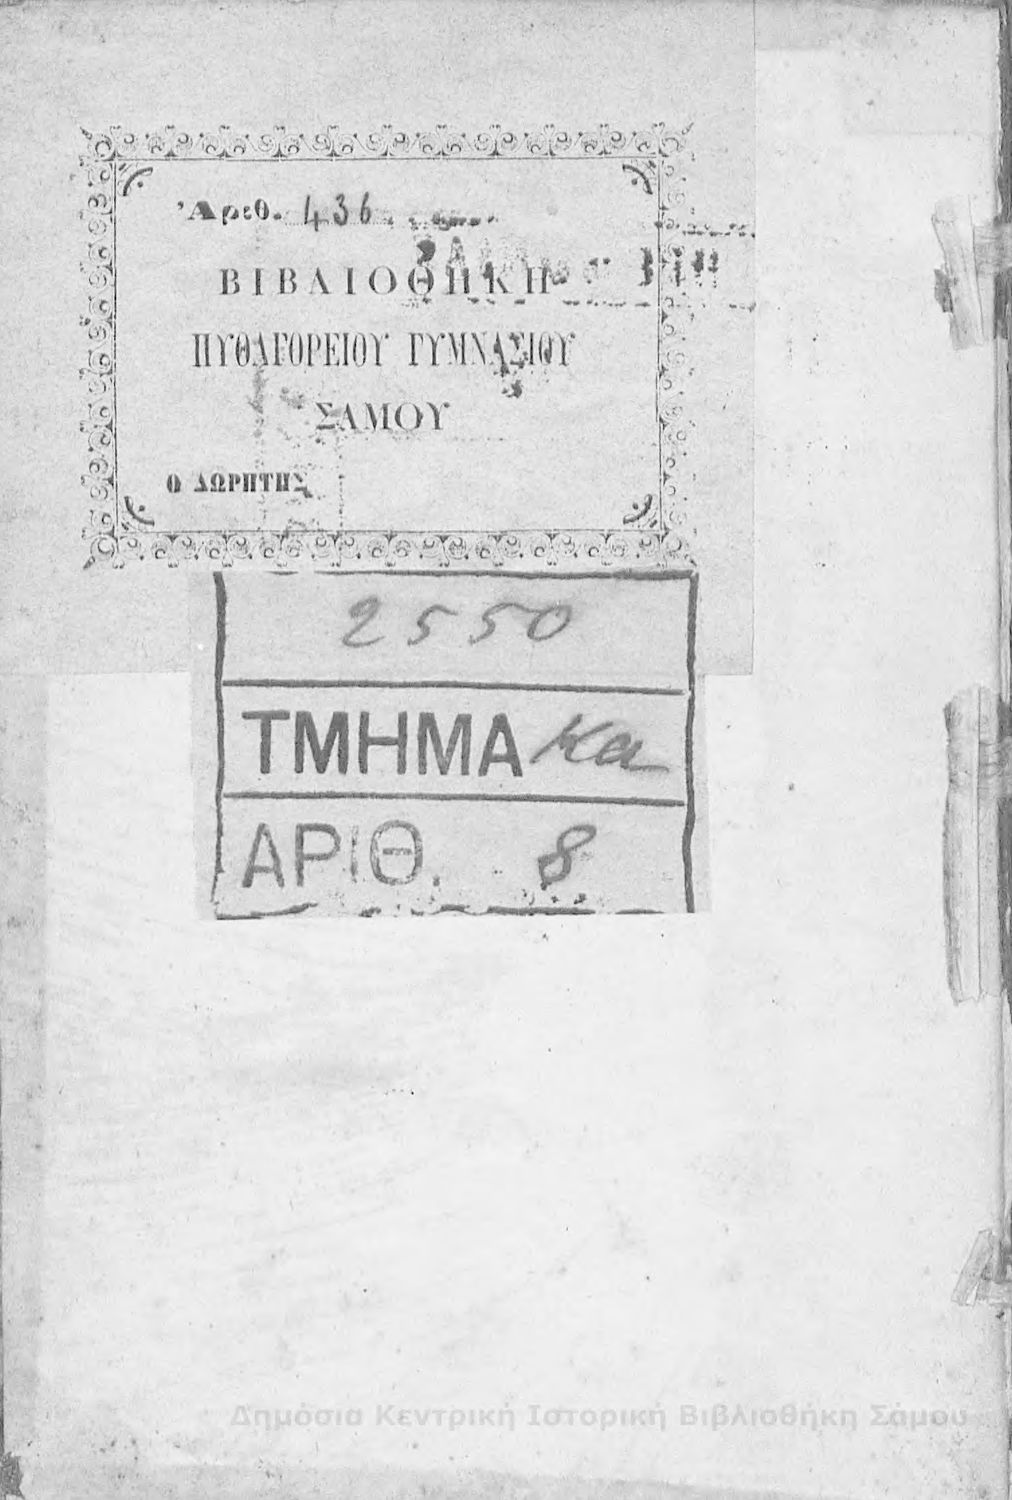 Ἀριθ. 436
ΒΙΒΛΙΟΘΗΚΗ
ΠΥΘΑΓΟΡΕΙΟΥ ΓΥΜΝΑΣΙΟΥ
ΣΑΜΟΥ
Ο ΔΩΡΗΤΗΣ
2550
ΤΜΗΜΑ Κα
ΑΡΙΘ. 8
Δημόσια Κεντρική Ιστορική Βιβλιοθήκη Σάμου